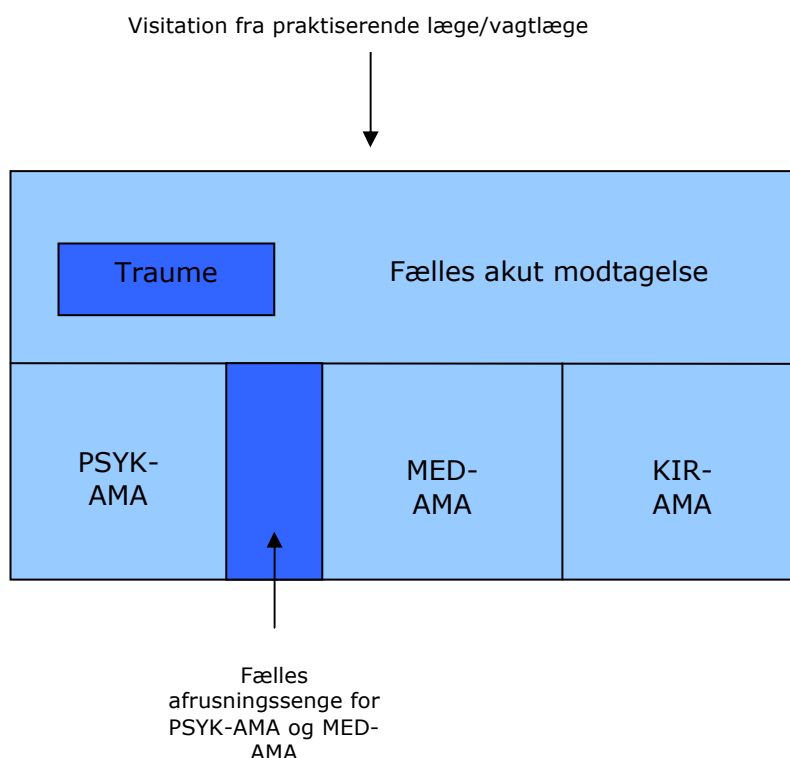 Visitation fra praktiserende læge/vagtlæge
Traume
Fælles akut modtagelse
PSYK-
AMA
MED-
AMA
KIR-
AMA
Fælles
afrusningssenge for
PSYK-AMA og MED-
AMA